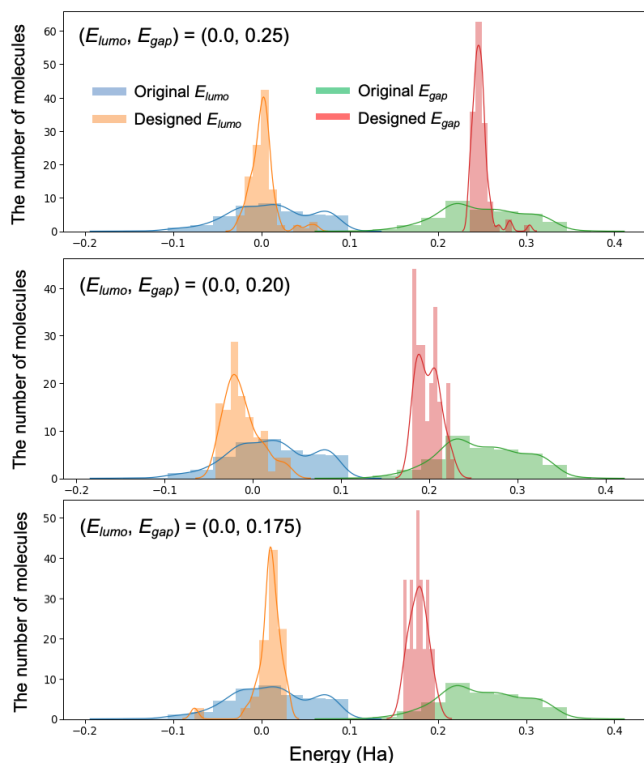 (E_lumo, E_gap) = (0.0, 0.25)
Original E_lumo
Designed E_lumo
Original E_gap
Designed E_gap
The number of molecules
60
50
40
30
20
10
0
−0.2 −0.1 0.0 0.1 0.2 0.3 0.4
(E_lumo, E_gap) = (0.0, 0.20)
The number of molecules
40
30
20
10
0
−0.2 −0.1 0.0 0.1 0.2 0.3 0.4
(E_lumo, E_gap) = (0.0, 0.175)
The number of molecules
50
40
30
20
10
0
−0.2 −0.1 0.0 0.1 0.2 0.3 0.4
Energy (Ha)